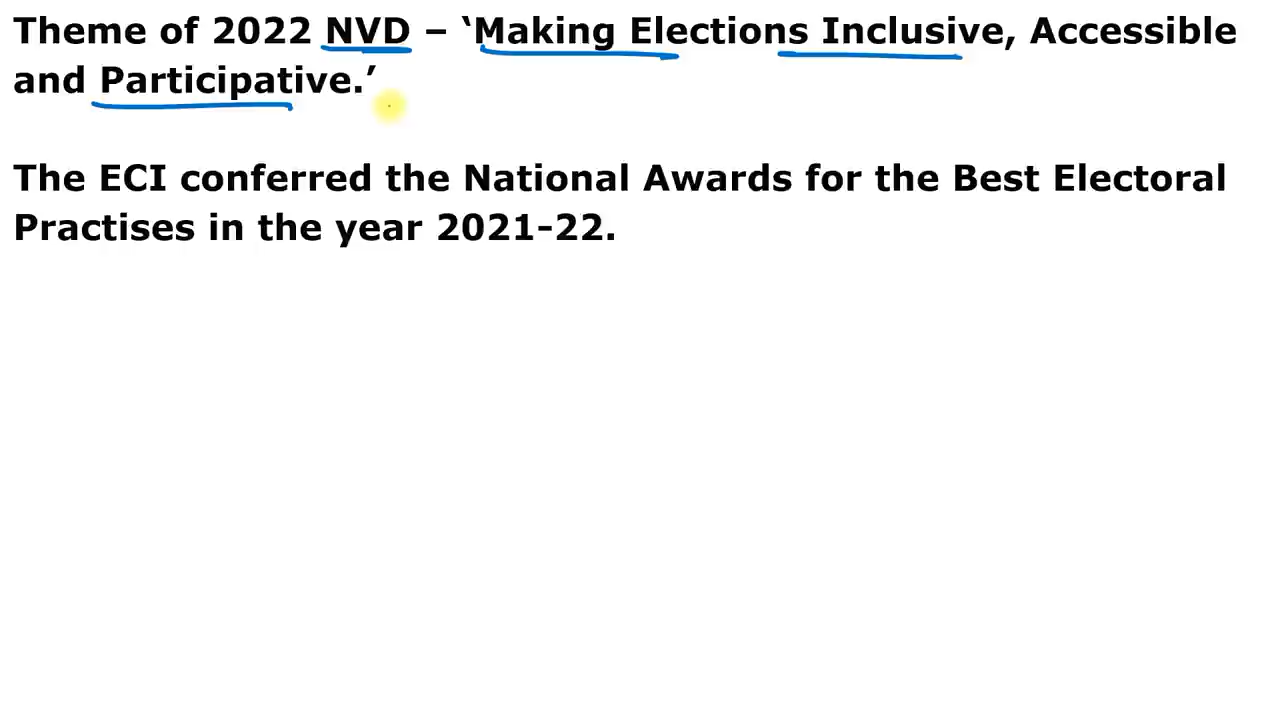 Theme of 2022 NVD – ‘Making Elections Inclusive, Accessible
and Participative.’
The ECI conferred the National Awards for the Best Electoral
Practises in the year 2021-22.